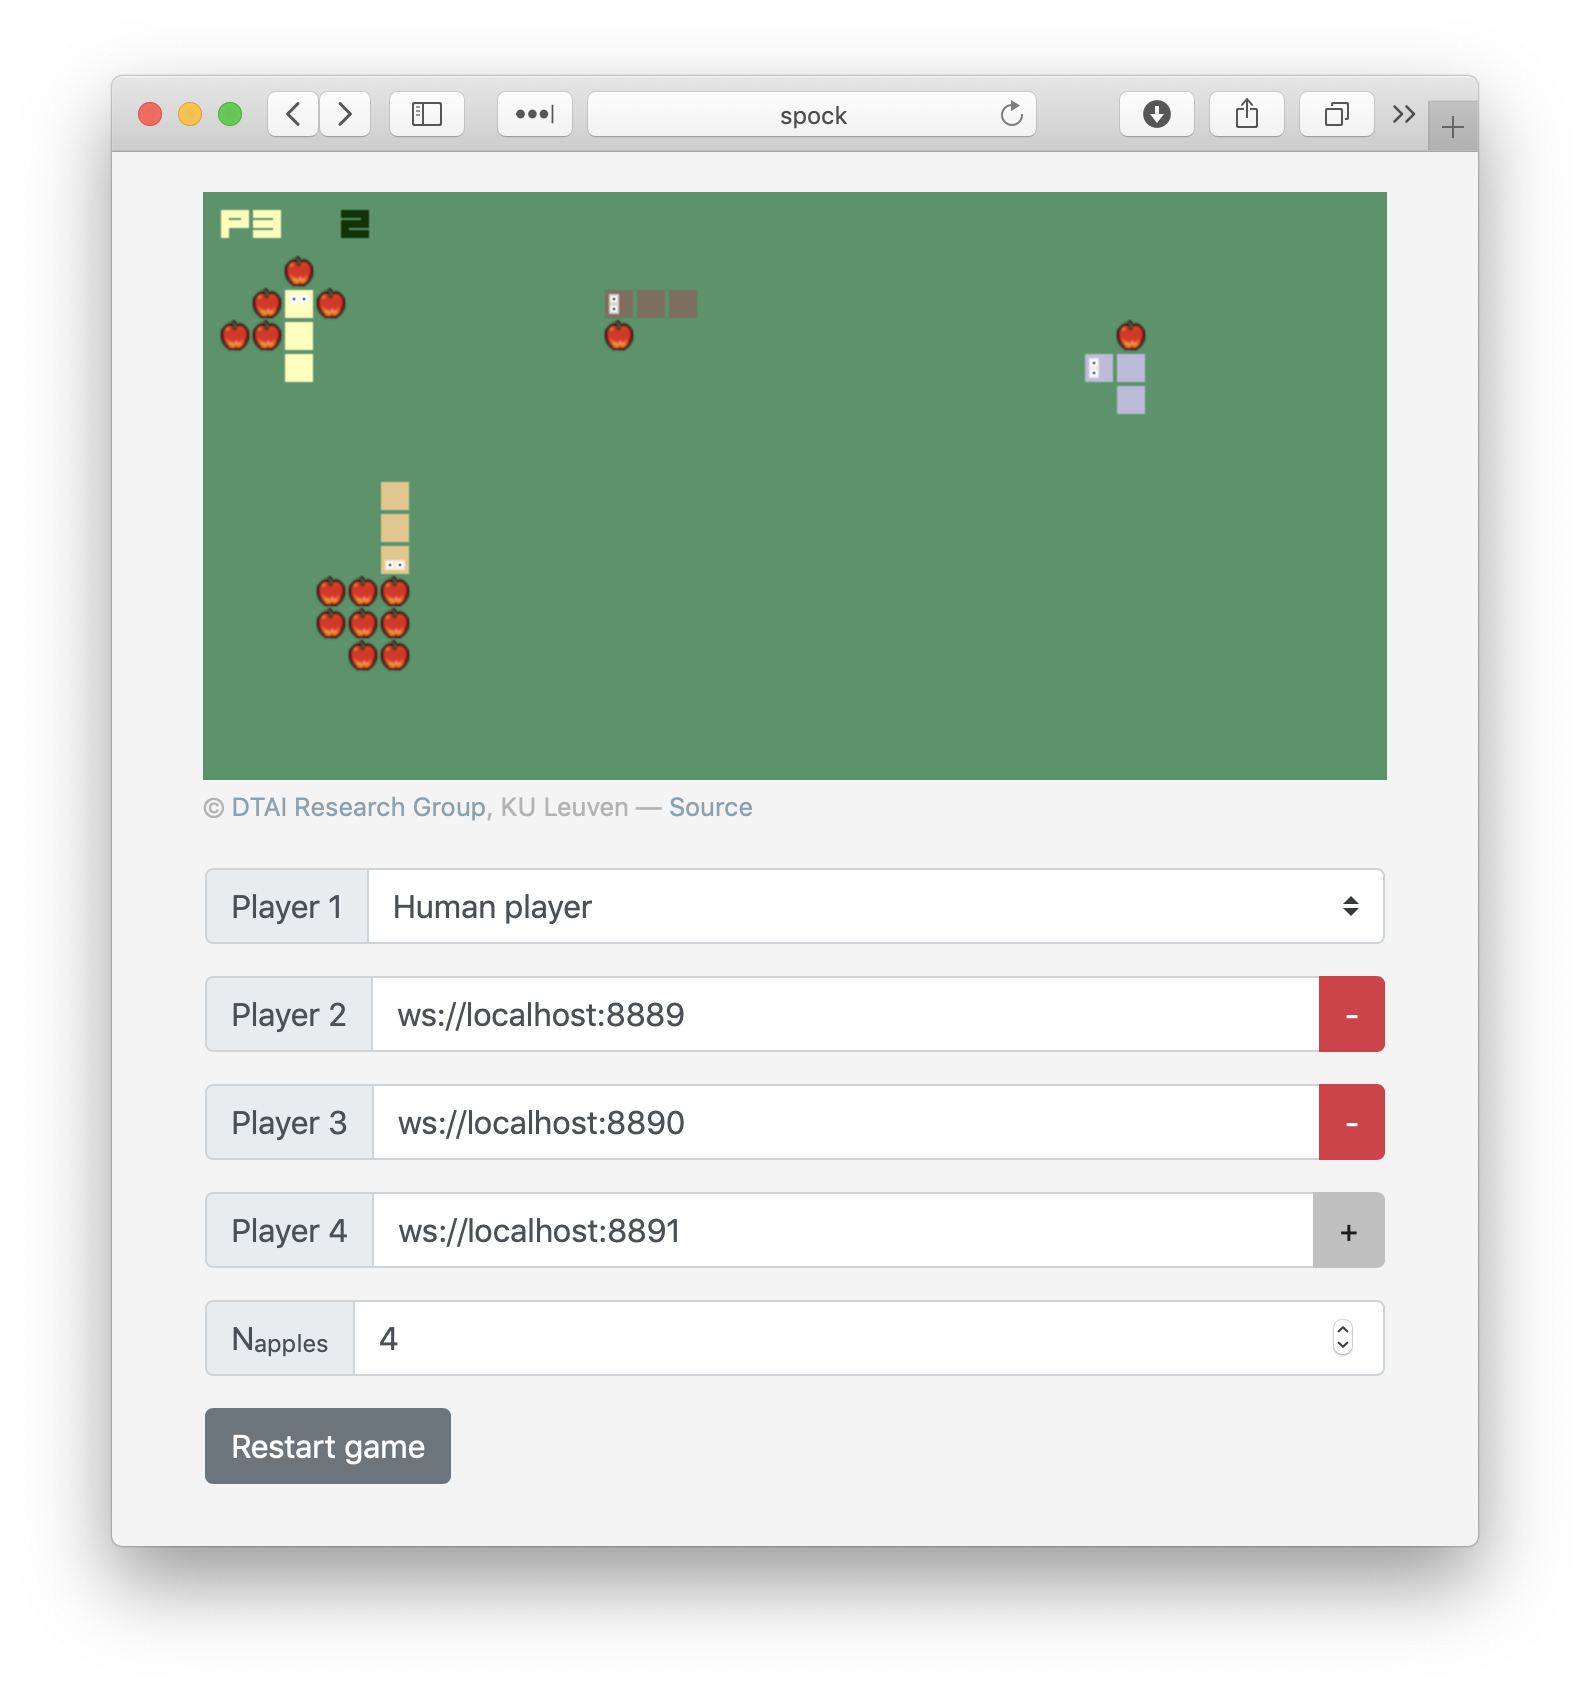 spock
P3 2
© DTAI Research Group, KU Leuven — Source
Player 1 Human player
Player 2 ws://localhost:8889 -
Player 3 ws://localhost:8890 -
Player 4 ws://localhost:8891 +
Napples 4
Restart game